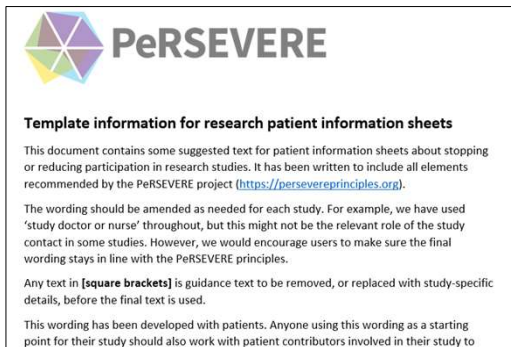 PeRSEVERE
Template information for research patient information sheets
This document contains some suggested text for patient information sheets about stopping
or reducing participation in research studies. It has been written to include all elements
recommended by the PeRSEVERE project (https://persevereprinciples.org).
The wording should be amended as needed for each study. For example, we have used
‘study doctor or nurse’ throughout, but this might not be the relevant role of the study
contact in some studies. However, we would encourage users to make sure the final
wording stays in line with the PeRSEVERE principles.
Any text in [square brackets] is guidance text to be removed, or replaced with study-specific
details, before the final text is used.
This wording has been developed with patients. Anyone using this wording as a starting
point for their study should also work with patient contributors involved in their study to